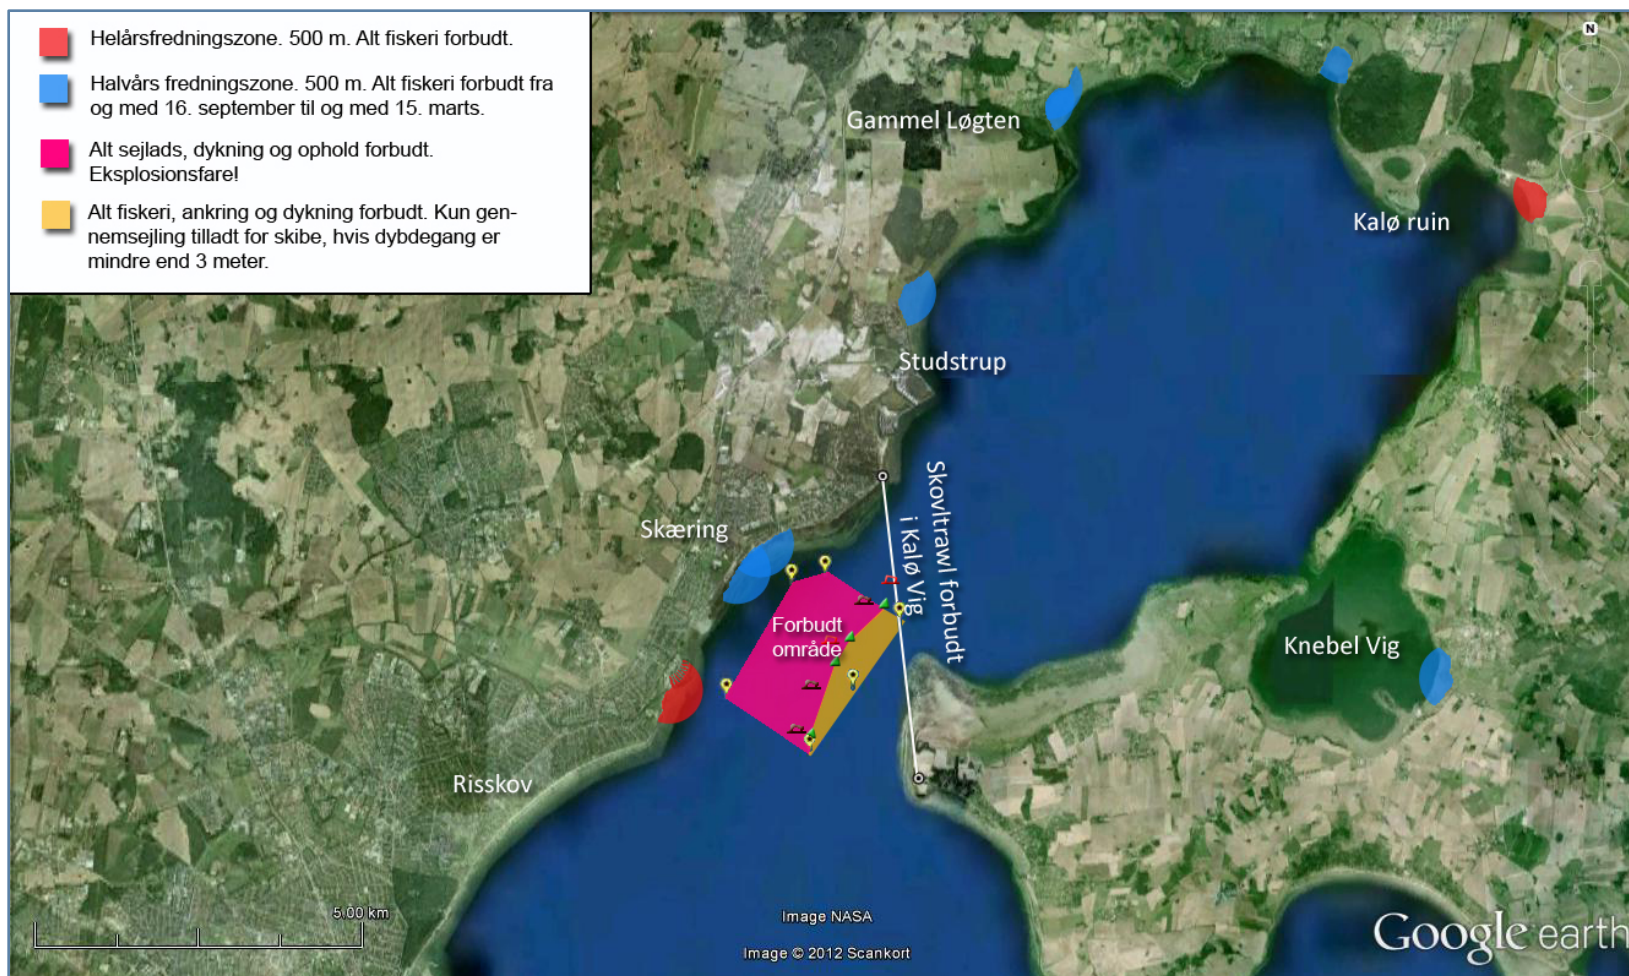 Helårsfredningszone. 500 m. Alt fiskeri forbudt.
Halvårs fredningszone. 500 m. Alt fiskeri forbudt fra
og med 16. september til og med 15. marts.
Alt sejlads, dykning og ophold forbudt.
Eksplosionsfare!
Alt fiskeri, ankring og dykning forbudt. Kun gen-
nemsejling tilladt for skibe, hvis dybdegang er
mindre end 3 meter.
N
Gammel Løgten
Kalø ruin
Studstrup
Skæring
Skovltrawl forbudt
i Kalø Vig
Forbudt
område
Knebel Vig
Risskov
5.00 km
Image NASA
Image © 2012 Scankort
Google earth